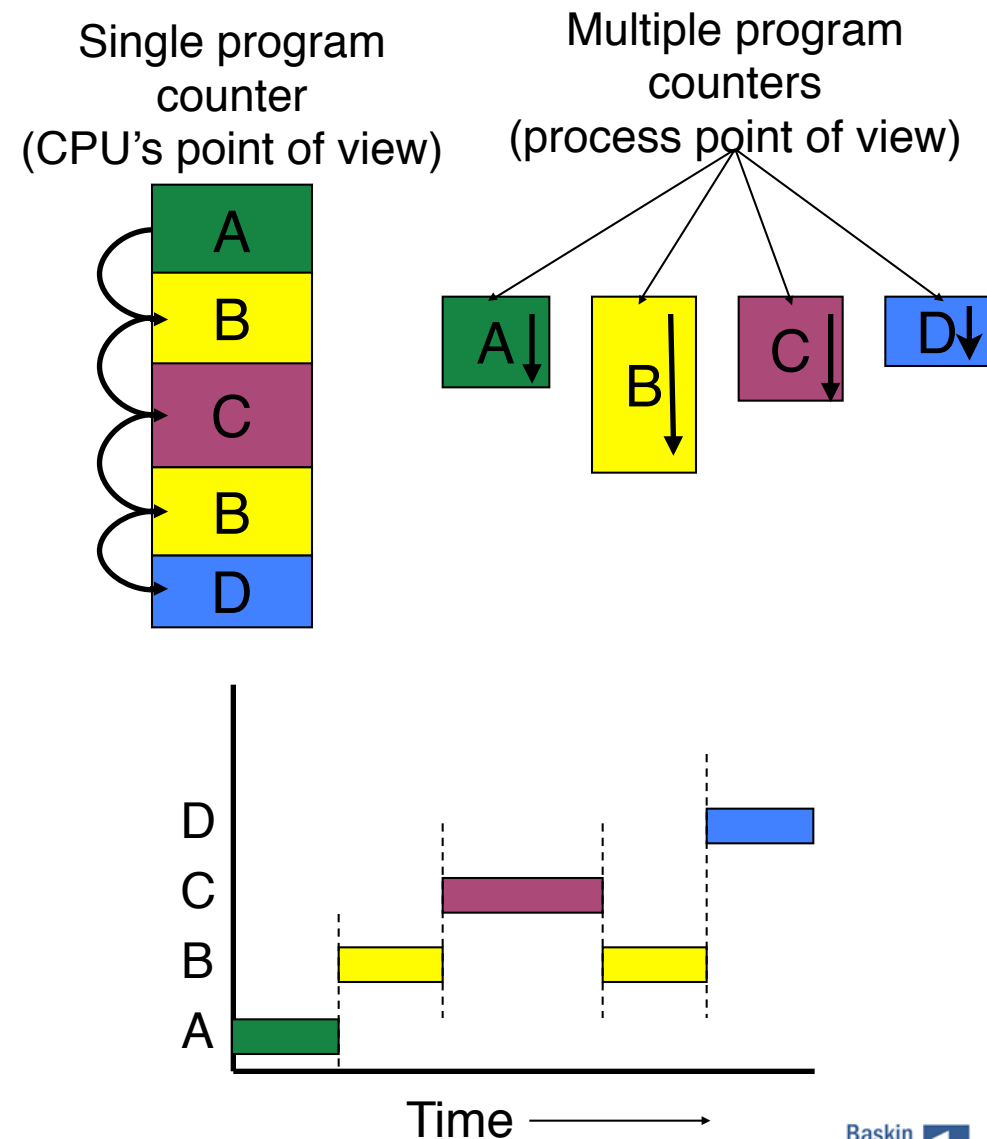 Single program
counter
(CPU's point of view)
Multiple program
counters
(process point of view)
A
B
C
B
D
A
B
C
D
D
C
B
A
Time
Baskin